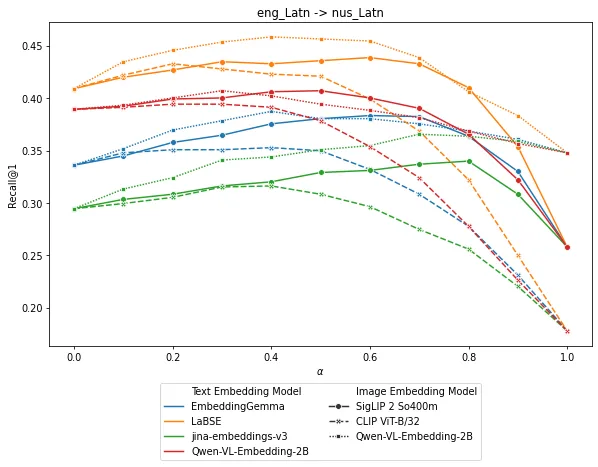 eng_Latn -> nus_Latn
Recall@1
0.45
0.40
0.35
0.30
0.25
0.20
0.0 0.2 0.4 0.6 0.8 1.0
α
Text Embedding Model
EmbeddingGemma
LaBSE
jina-embeddings-v3
Qwen-VL-Embedding-2B
Image Embedding Model
SigLIP 2 So400m
CLIP ViT-B/32
Qwen-VL-Embedding-2B